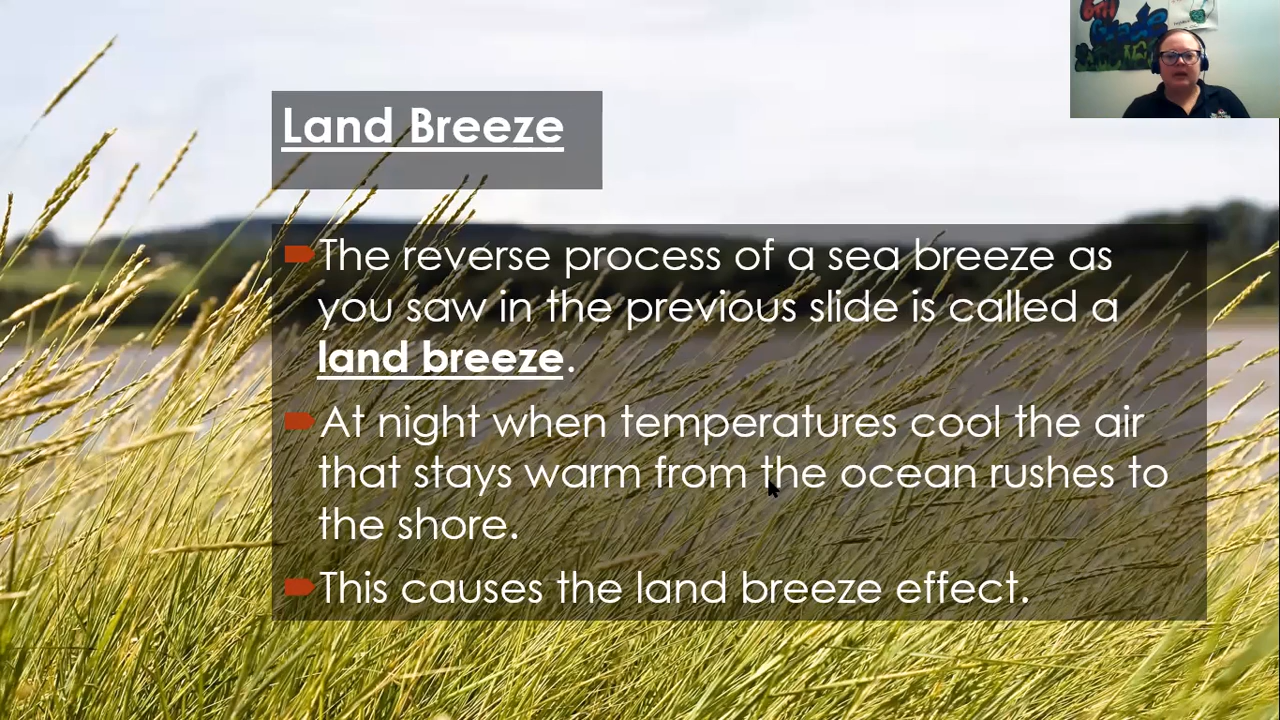 Land Breeze
The reverse process of a sea breeze as
you saw in the previous slide is called a
land breeze.
At night when temperatures cool the air
that stays warm from the ocean rushes to
the shore.
This causes the land breeze effect.